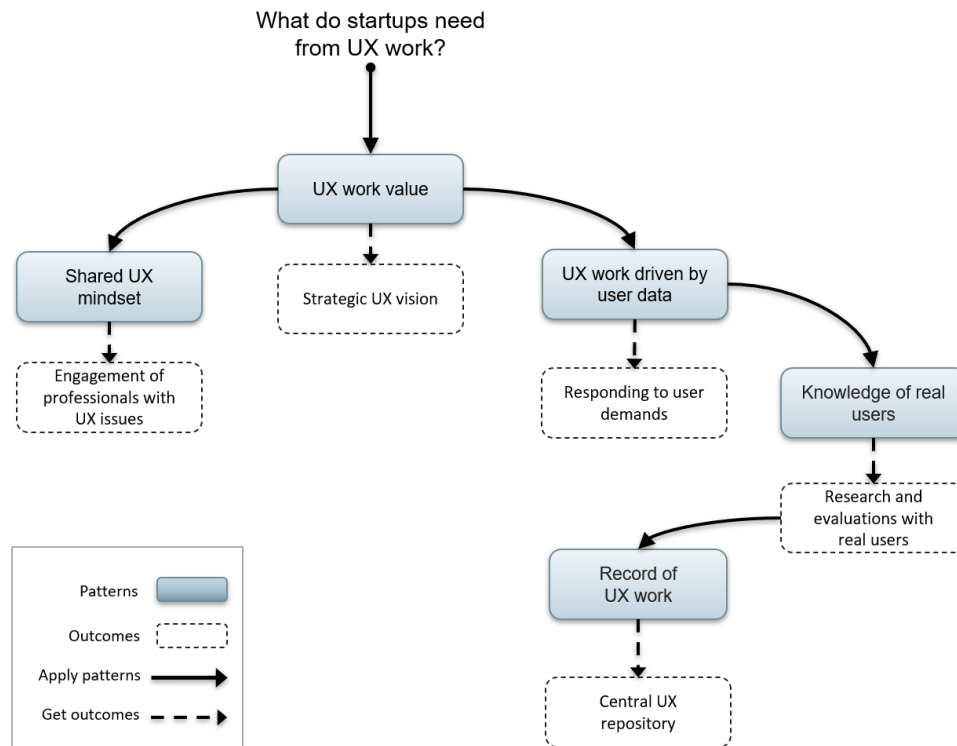 What do startups need
from UX work?
UX work value
Shared UX
mindset
Strategic UX vision
UX work driven by
user data
Engagement of
professionals with
UX issues
Responding to user
demands
Knowledge of real
users
Research and
evaluations with
real users
Record of
UX work
Central UX
repository
Patterns
Outcomes
Apply patterns
Get outcomes